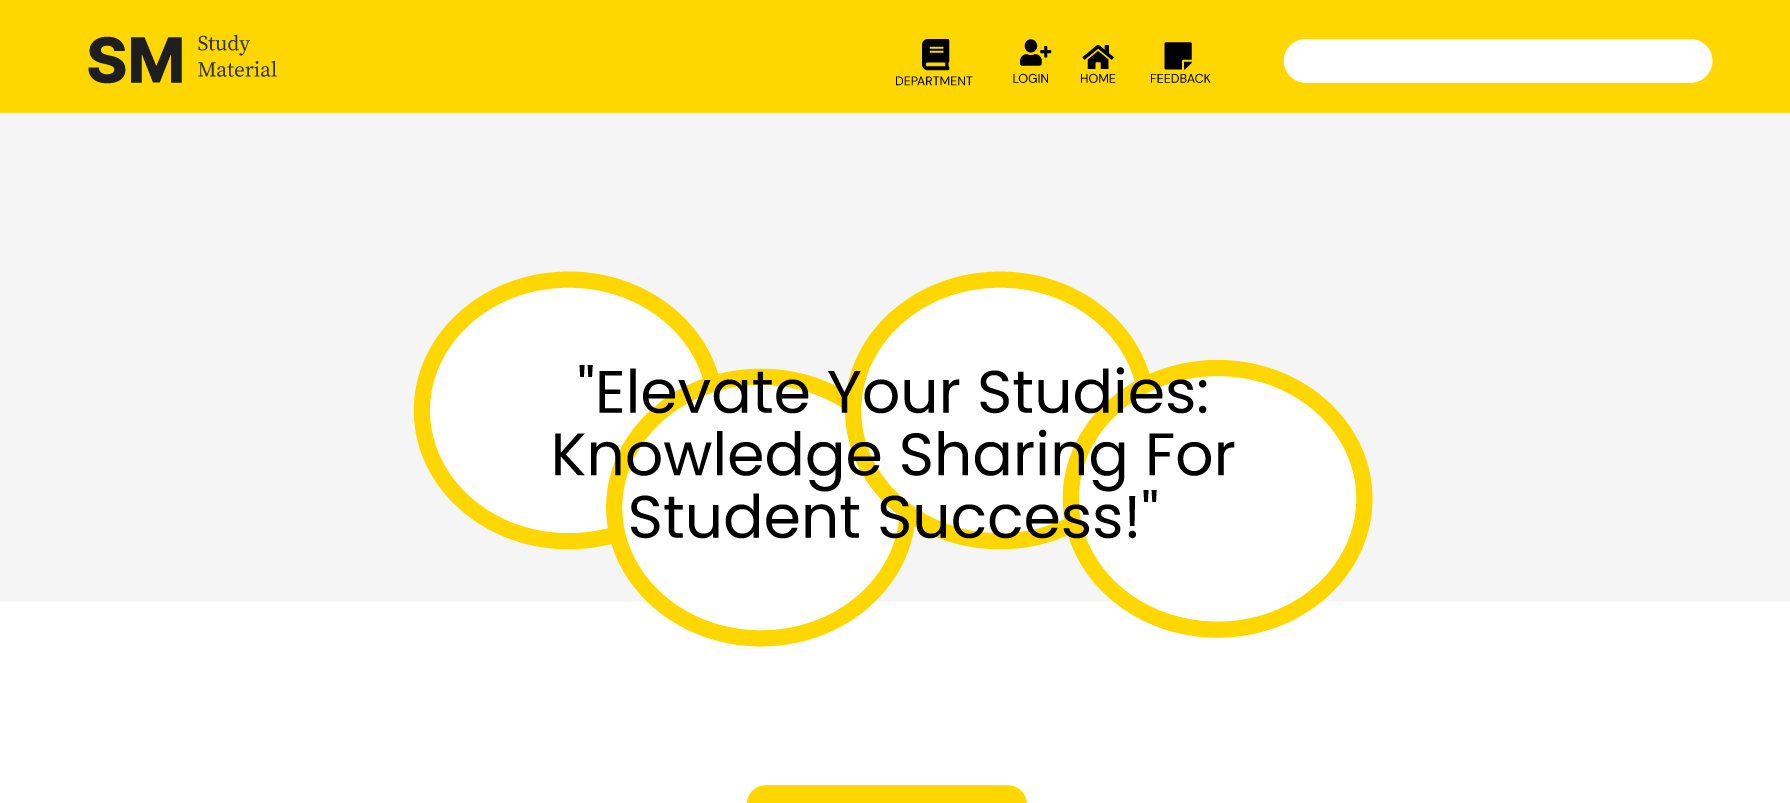 SM
Study
Material
DEPARTMENT
LOGIN
HOME
FEEDBACK
"Elevate Your Studies:
Knowledge Sharing For
Student Success!"